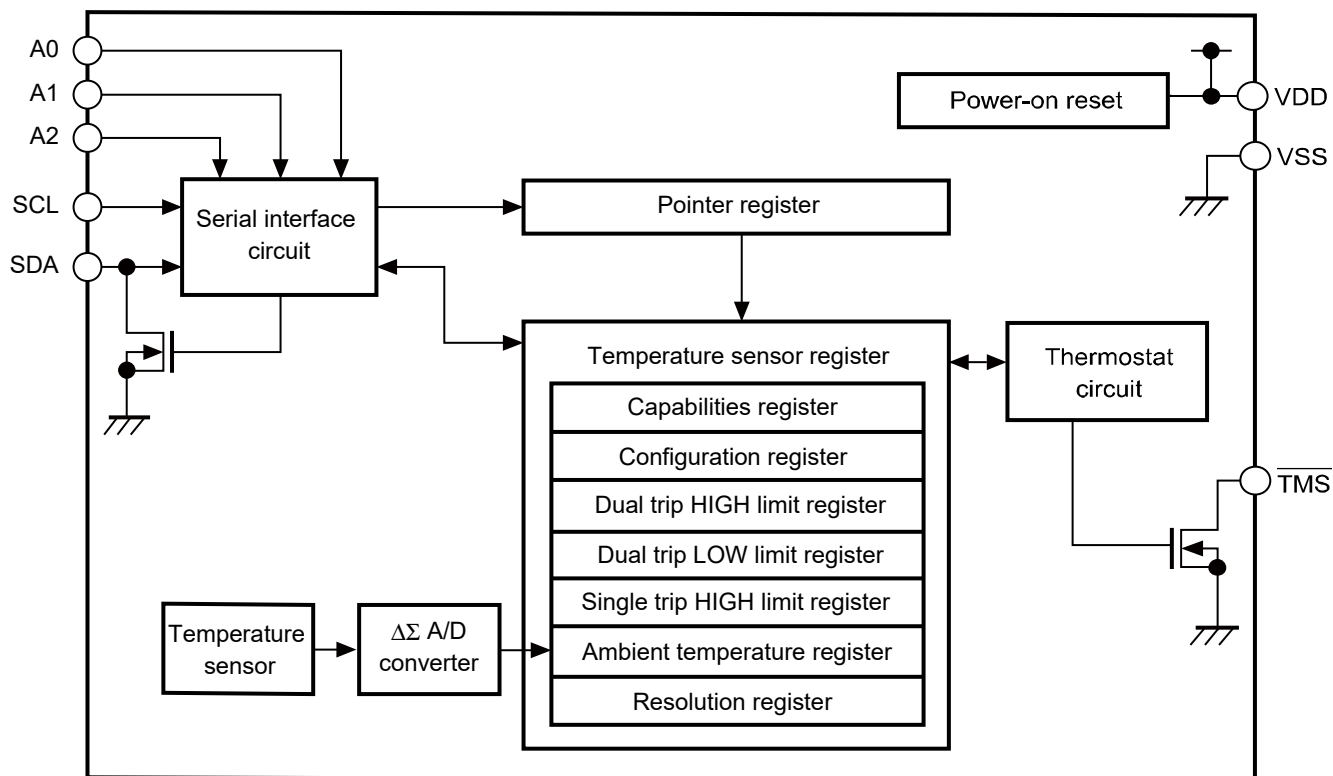 A0
A1
A2
SCL
SDA
Serial interface
circuit
Pointer register
Power-on reset
VDD
VSS
Temperature sensor register
Capabilities register
Configuration register
Dual trip HIGH limit register
Dual trip LOW limit register
Single trip HIGH limit register
Ambient temperature register
Resolution register
Thermostat
circuit
T̅M̅S̅
Temperature
sensor
ΔΣ A/D
converter